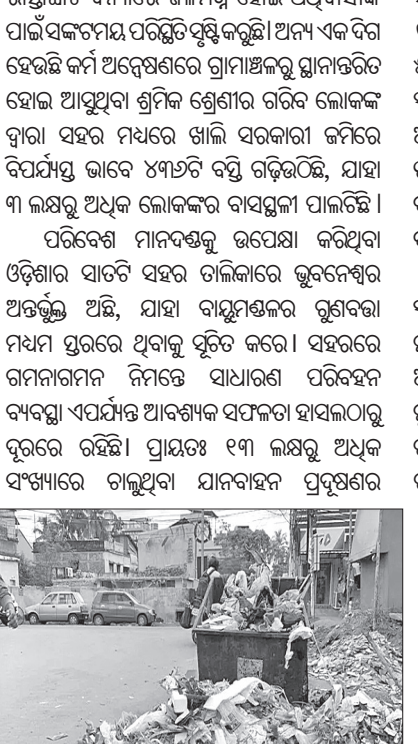 ପାଇଁ ସଙ୍କଟମୟ ପରିସ୍ଥିତି ସୃଷ୍ଟି କରୁଛି। ଅନ୍ୟ ଏକ ଦିଗ
ହେଉଛି କର୍ମ ଅନ୍ୱେଷଣରେ ଗ୍ରାମାଞ୍ଚଳରୁ ସ୍ଥାନାନ୍ତରିତ
ହୋଇ ଆସୁଥିବା ଶ୍ରମିକ ଶ୍ରେଣୀର ଗରିବ ଲୋକଙ୍କ
ଦ୍ୱାରା ସହର ମଧ୍ୟରେ ଖାଲି ସରକାରୀ ଜମିରେ
ବିପର୍ଯ୍ୟସ୍ତ ଭାବେ ୪୩୬ଟି ବସ୍ତି ଗଢ଼ିଉଠିଛି, ଯାହା
୩ ଲକ୍ଷରୁ ଅଧିକ ଲୋକଙ୍କର ବାସସ୍ଥଳୀ ପାଲଟିଛି।
ପରିବେଶ ମାନଦଣ୍ଡକୁ ଉପେକ୍ଷା କରିଥିବା
ଓଡ଼ିଶାର ସାତଟି ସହର ତାଲିକାରେ ଭୁବନେଶ୍ୱର
ଅନ୍ତର୍ଭୁକ୍ତ ଅଛି, ଯାହା ବାୟୁମଣ୍ଡଳର ଗୁଣବତ୍ତା
ମଧ୍ୟମ ସ୍ତରରେ ଥିବାକୁ ସୂଚିତ କରେ। ସହରରେ
ଗମନାଗମନ ନିମନ୍ତେ ସାଧାରଣ ପରିବହନ
ବ୍ୟବସ୍ଥା ଏପର୍ଯ୍ୟନ୍ତ ଆବଶ୍ୟକ ସଫଳତା ହାସଲଠାରୁ
ଦୂରରେ ରହିଛି। ପ୍ରାୟତଃ ୧୩ ଲକ୍ଷରୁ ଅଧିକ
ସଂଖ୍ୟାରେ ଚାଲୁଥିବା ଯାନବାହନ ପ୍ରଦୂଷଣର